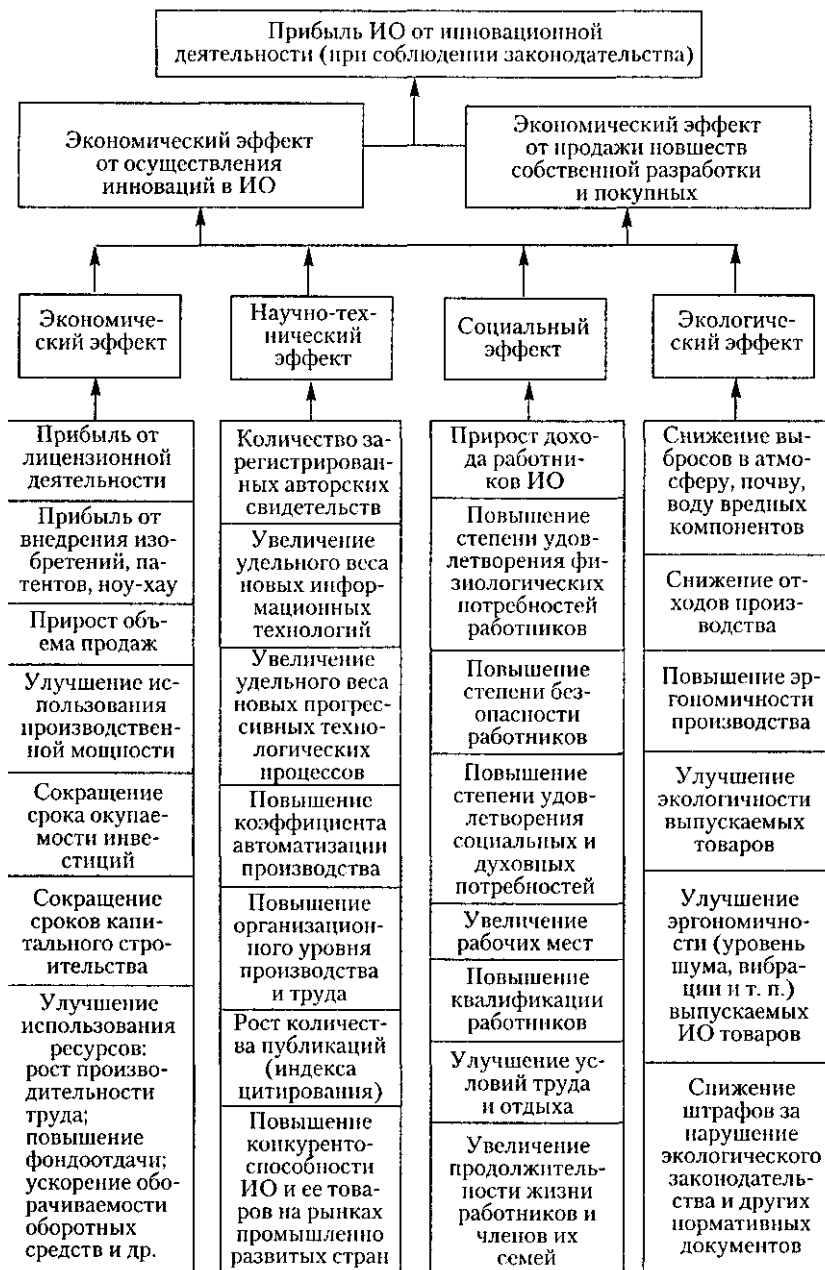 Прибыль ИО от инновационной
деятельности (при соблюдении законодательства)
Экономический эффект
от осуществления
инноваций в ИО
Экономический эффект
от продажи новшеств
собственной разработки
и покупных
Экономиче-
ский эффект
Научно-тех-
нический
эффект
Социальный
эффект
Экологиче-
ский эффект
Прибыль от
лицензионной
деятельности
Прибыль от
внедрения изо-
бретений, па-
тентов, ноу-хау
Прирост объ-
ема продаж
Улучшение ис-
пользования
производствен-
ной мощности
Сокращение
срока окупае-
мости инве-
стиций
Сокращение
сроков капи-
тального стро-
ительства
Улучшение
использования
ресурсов:
рост произво-
дительности
труда;
повышение
фондоотдачи;
ускорение обо-
рачиваемости
оборотных
средств и др.
Количество за-
регистрирован-
ных авторских
свидетельств
Увеличение
удельного веса
новых инфор-
мационных
технологий
Увеличение
удельного веса
новых прогрес-
сивных техно-
логических
процессов
Повышение
коэффициента
автоматизации
производства
Повышение
организацион-
ного уровня
производства
и труда
Рост количест-
ва публикаций
(индекса
цитирования)
Повышение
конкуренто-
способности
ИО и ее това-
ров на рынках
промышленно
развитых стран
Прирост дохо-
да работни-
ков ИО
Повышение
степени удов-
летворения фи-
зиологических
потребностей
работников
Повышение
степени без-
опасности
работников
Повышение
степени удов-
летворения
социальных и
духовных
потребностей
Увеличение
рабочих мест
Повышение
квалификации
работников
Улучшение ус-
ловий труда
и отдыха
Увеличение
продолжитель-
ности жизни
работников и
членов их
семей
Снижение вы-
бросов в атмо-
сферу, почву,
воду вредных
компонентов
Снижение от-
ходов произ-
водства
Повышение эр-
гономичности
производства
Улучшение
экологичности
выпускаемых
товаров
Улучшение
эргономично-
сти (уровень
шума, вибра-
ции и т. п.)
выпускаемых
ИО товаров
Снижение
штрафов за
нарушение
экологического
законодатель-
ства и других
нормативных
документов